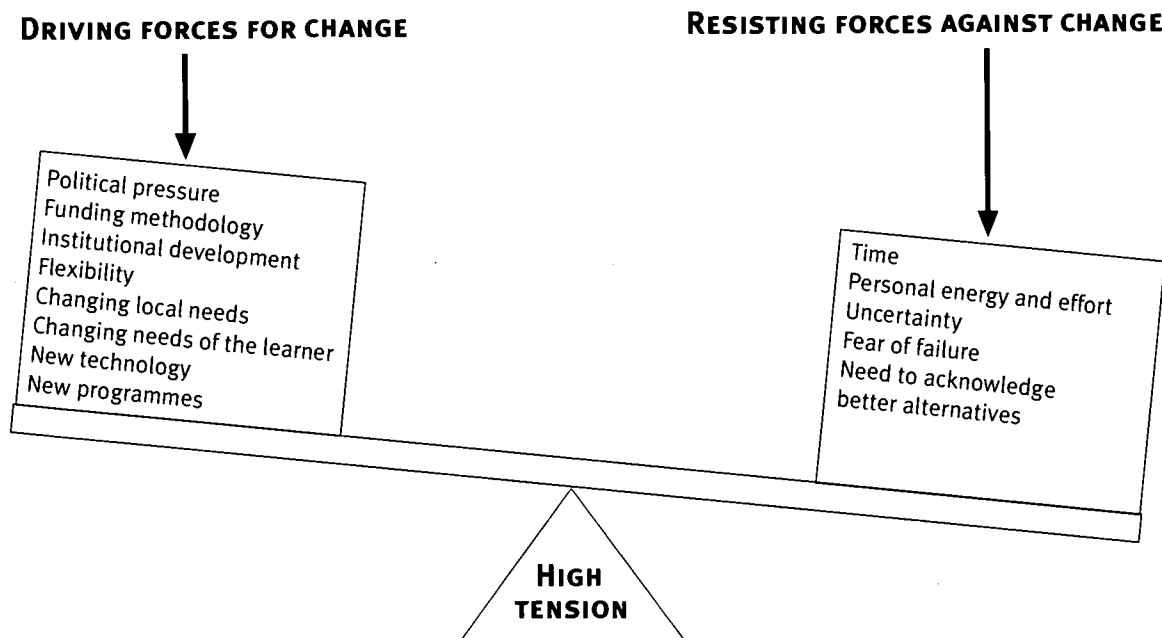 DRIVING FORCES FOR CHANGE
RESISTING FORCES AGAINST CHANGE
Political pressure
Funding methodology
Institutional development
Flexibility
Changing local needs
Changing needs of the learner
New technology
New programmes
Time
Personal energy and effort
Uncertainty
Fear of failure
Need to acknowledge
better alternatives
HIGH
TENSION